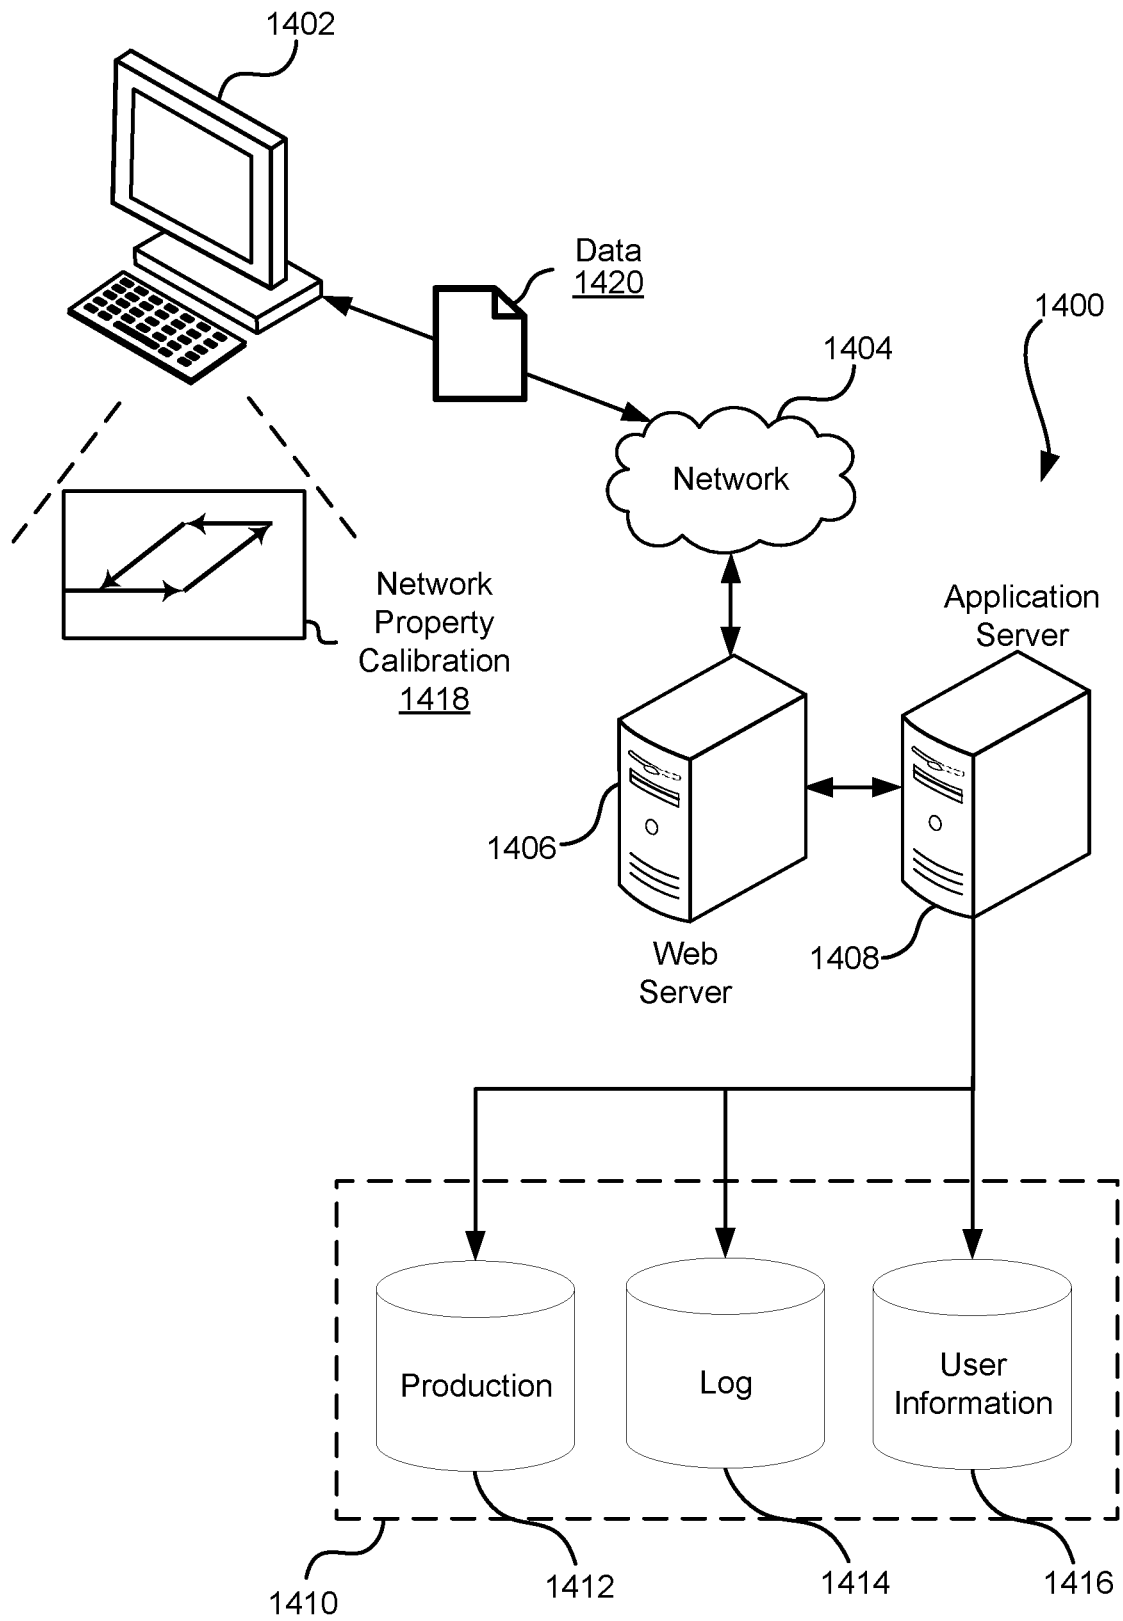 1402
Data
1420
1400
1404
Network
Network
Property
Calibration
1418
Application
Server
1406
1408
Web
Server
Production
Log
User
Information
1410
1412
1414
1416